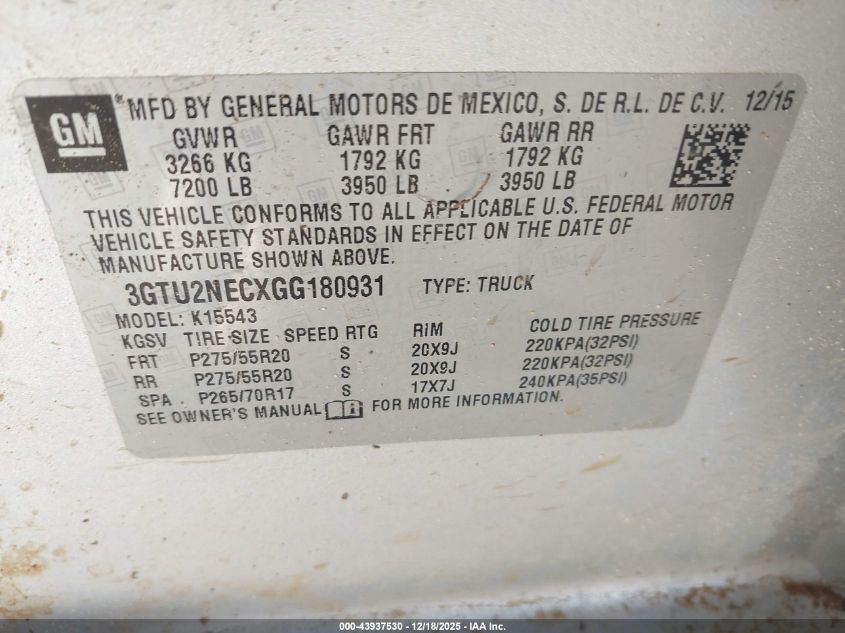 GM
® MFD BY GENERAL MOTORS DE MEXICO, S. DE R.L. DE C.V. 12/15
GVWR GAWR FRT GAWR RR
3266 KG 1792 KG 1792 KG
7200 LB 3950 LB 3950 LB
THIS VEHICLE CONFORMS TO ALL APPLICABLE U.S. FEDERAL MOTOR
VEHICLE SAFETY STANDARDS IN EFFECT ON THE DATE OF
MANUFACTURE SHOWN ABOVE.
3GTU2NECXGG180931 TYPE: TRUCK
MODEL: K15543
KGSV TIRE SIZE SPEED RTG RIM COLD TIRE PRESSURE
FRT P275/55R20 S 20X9J 220KPA(32PSI)
RR P275/55R20 S 20X9J 220KPA(32PSI)
SPA P265/70R17 S 17X7J 240KPA(35PSI)
SEE OWNER'S MANUAL FOR MORE INFORMATION.
000-43937530 - 12/18/2025 - IAA Inc.